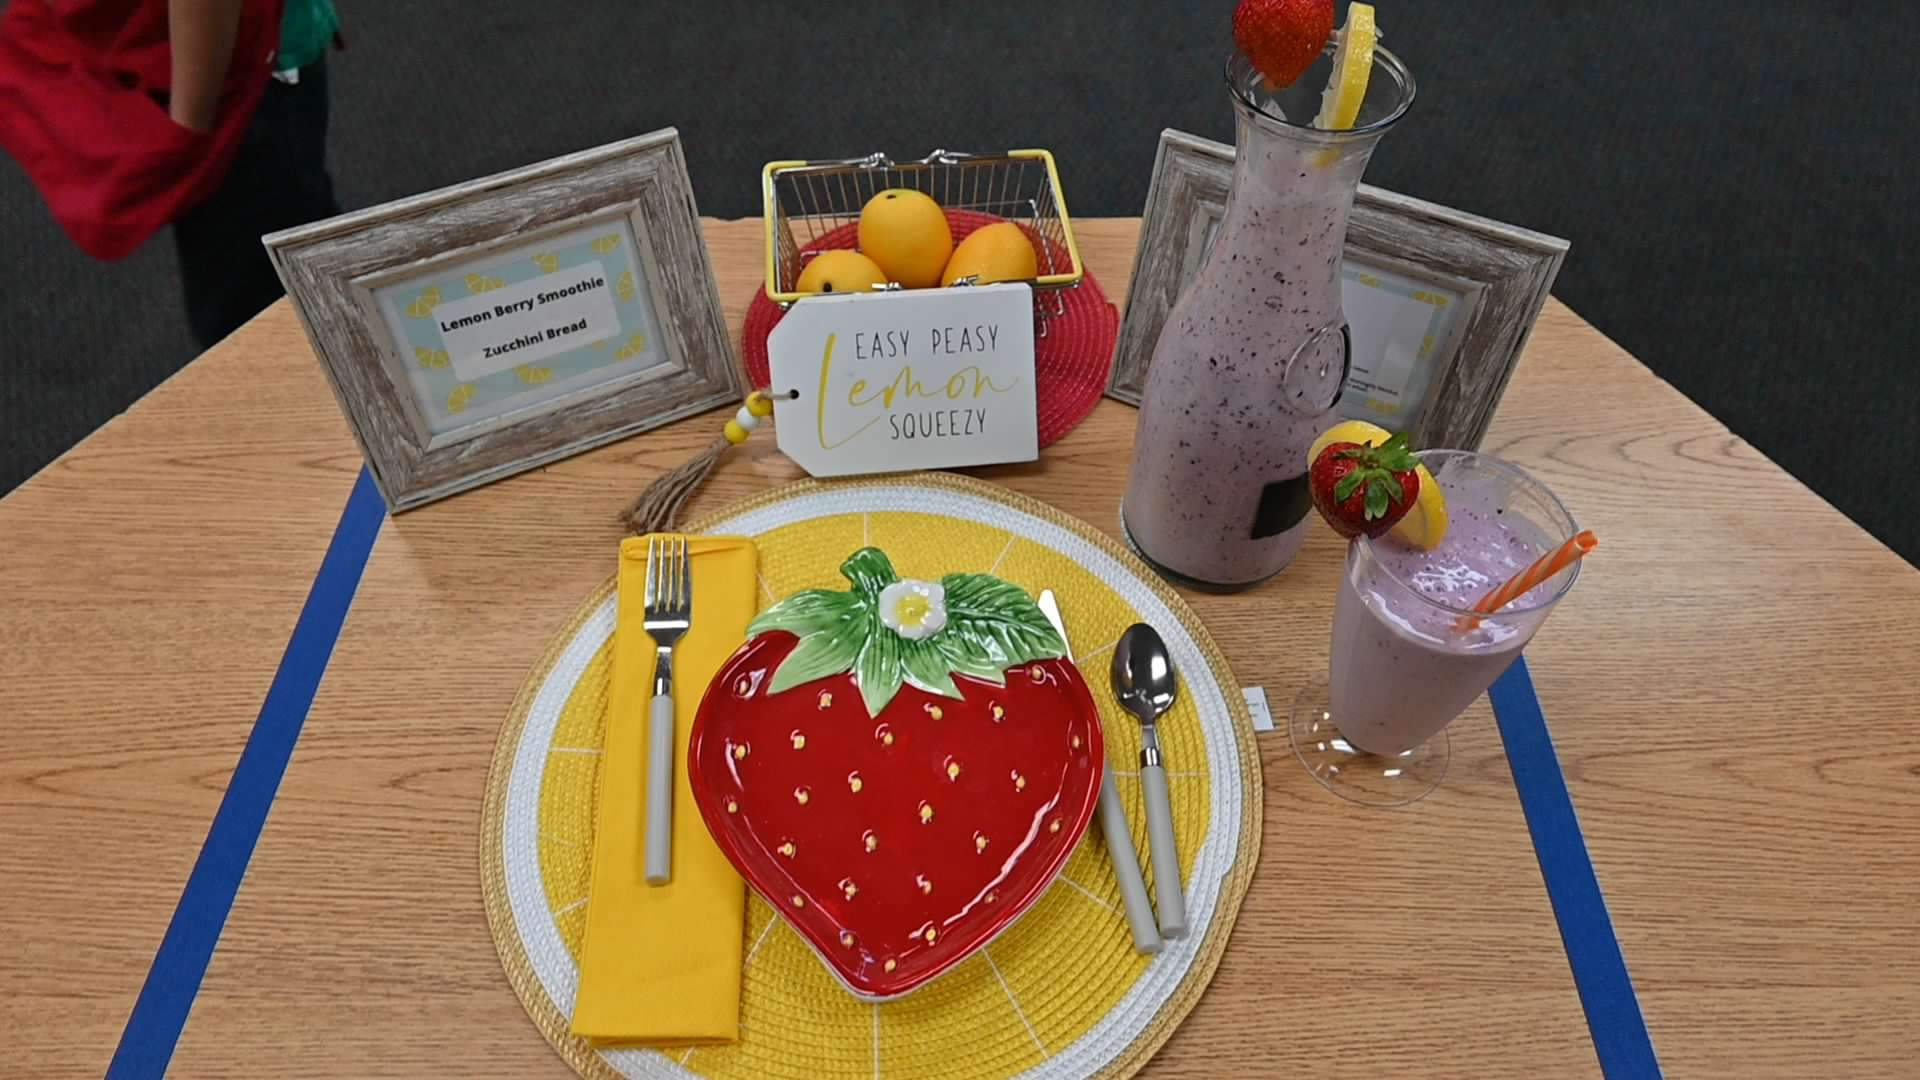 Lemon Berry Smoothie
Zucchini Bread
EASY PEASY
Lemon
SQUEEZY